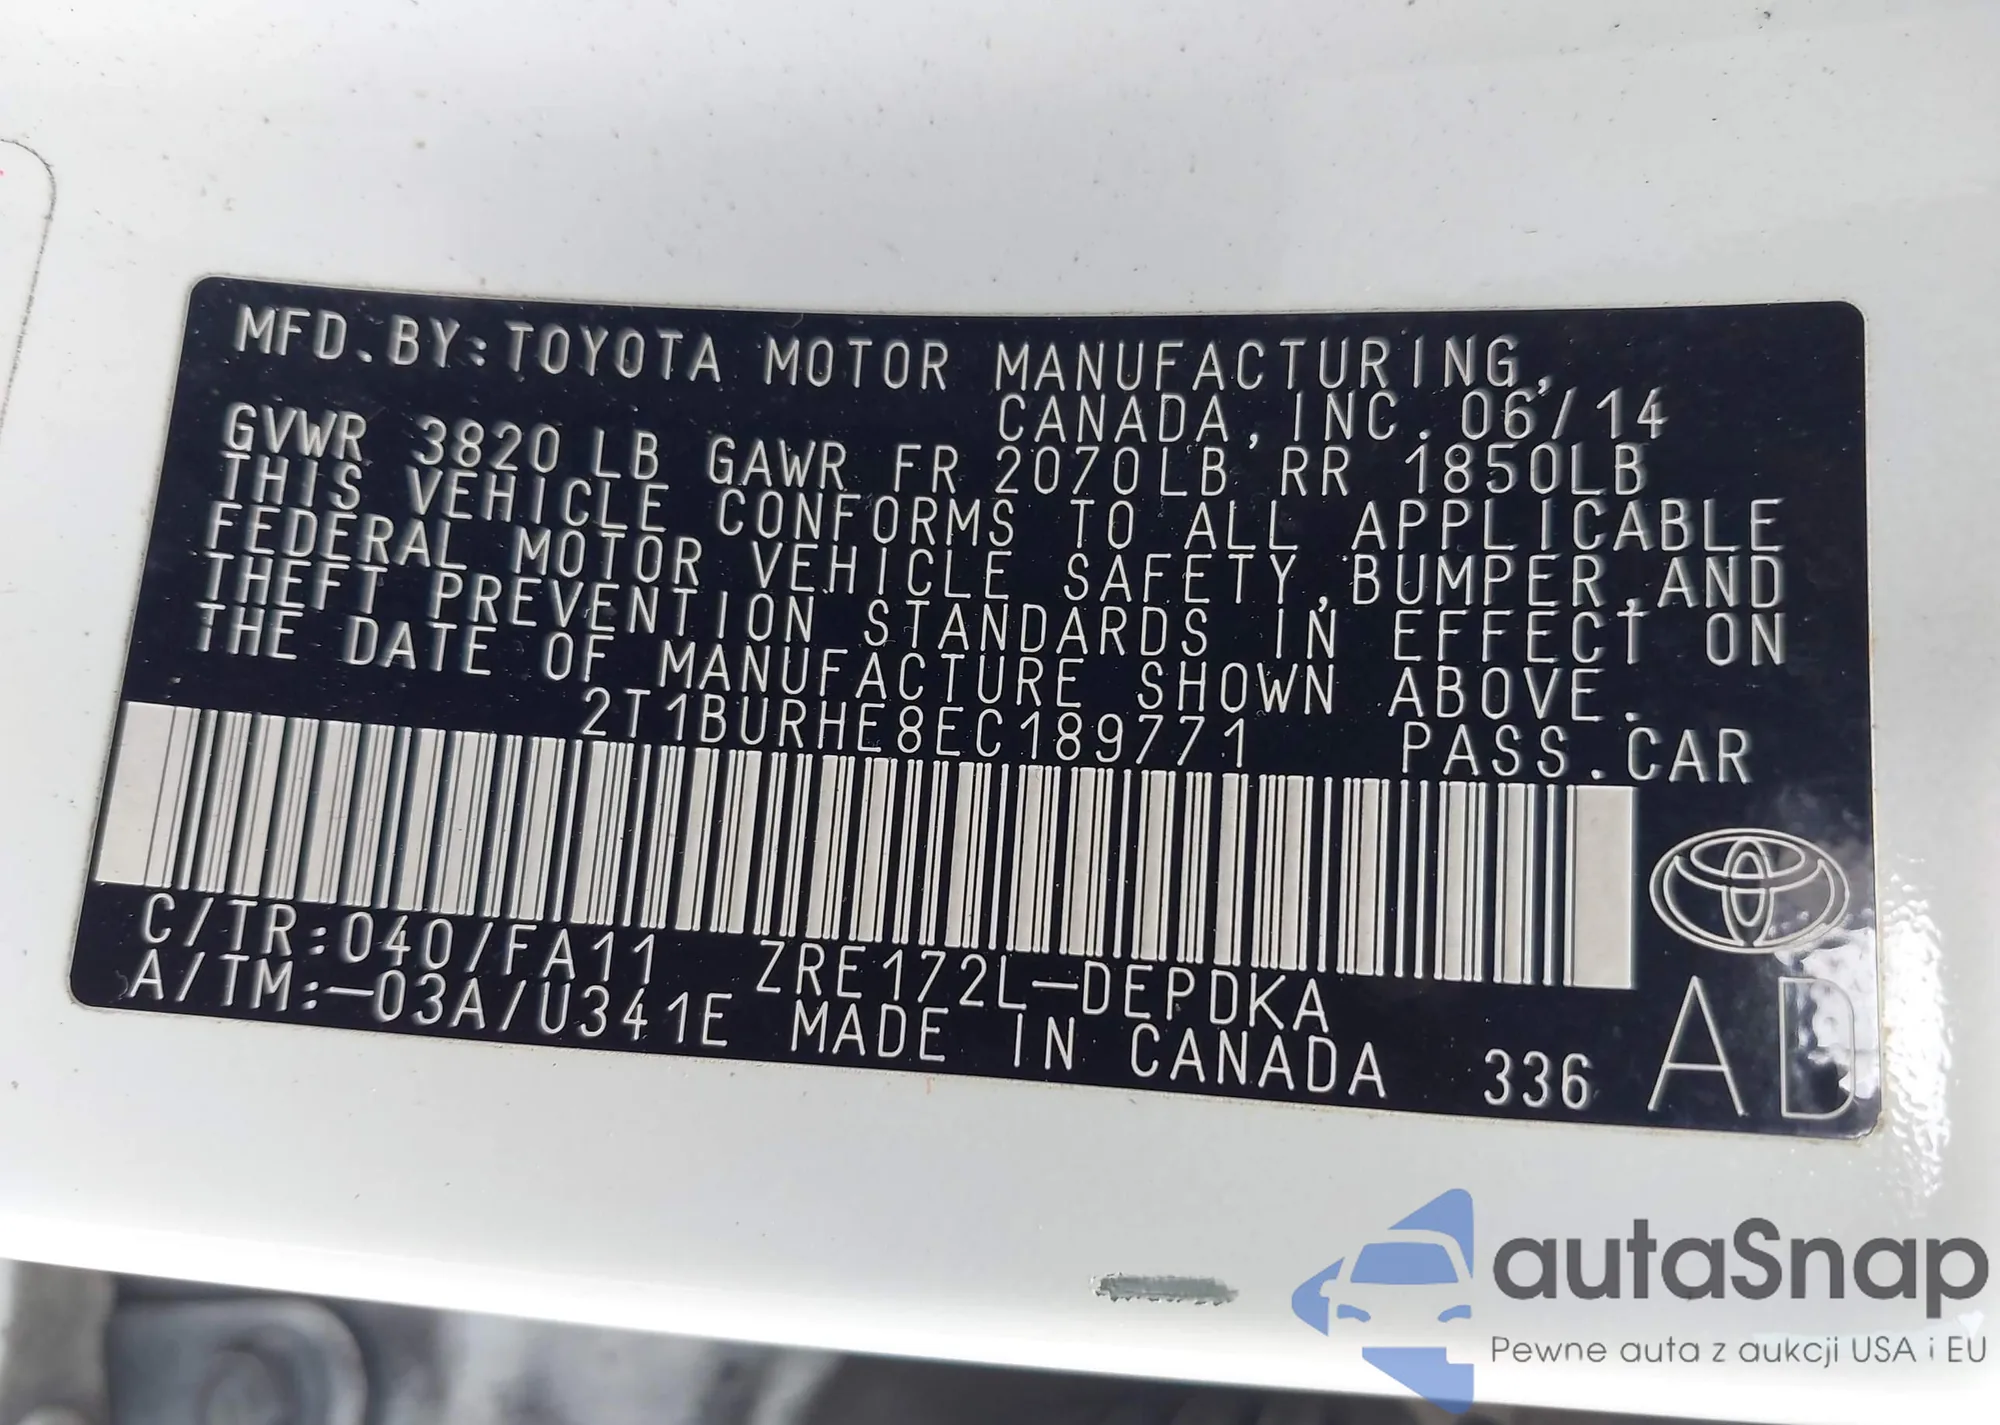 MFD.BY:TOYOTA MOTOR MANUFACTURING,
CANADA,INC.06/14
GVWR 3820LB GAWR FR 2070LB RR 1850LB
THIS VEHICLE CONFORMS TO ALL APPLICABLE
FEDERAL MOTOR VEHICLE SAFETY,BUMPER,AND
THEFT PREVENTION STANDARDS IN EFFECT ON
THE DATE OF MANUFACTURE SHOWN ABOVE.
2T1BURHE8EC189771 PASS.CAR
C/TR:040/FA11 ZRE172L-DEPDKA
A/TM:-03A/U341E MADE IN CANADA 336 AD
autaSnap
Pewne auta z aukcji USA i EU